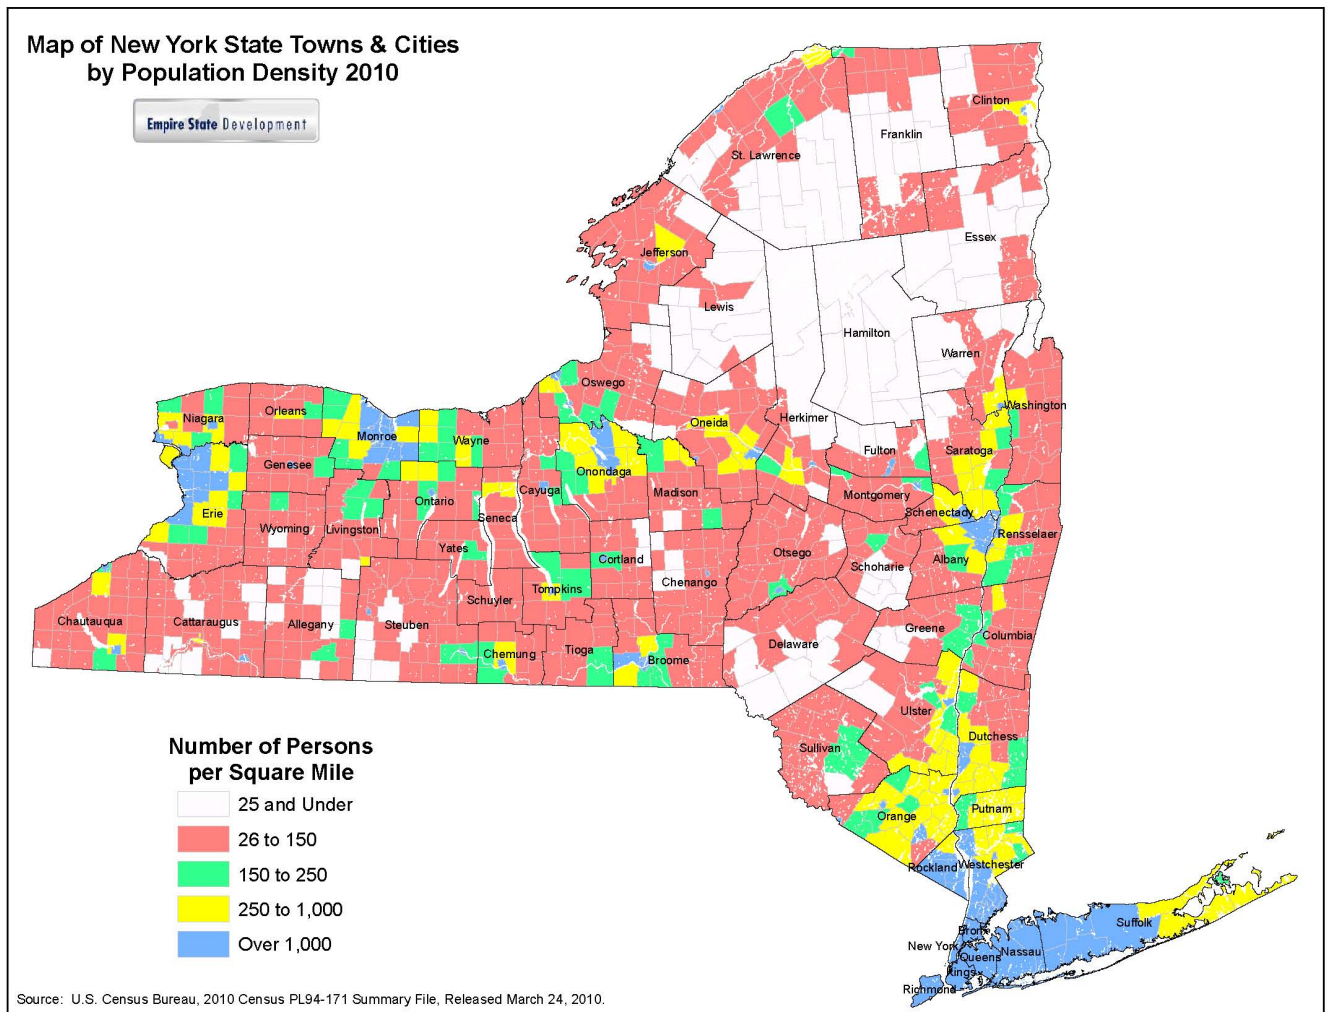 Map of New York State Towns & Cities
by Population Density 2010
Empire State Development
Clinton
Franklin
St. Lawrence
Essex
Jefferson
Lewis
Hamilton
Warren
Oswego
Washington
Herkimer
Oneida
Niagara
Orleans
Monroe
Wayne
Fulton
Saratoga
Genesee
Onondaga
Cayuga
Madison
Montgomery
Ontario
Schenectady
Erie
Seneca
Wyoming
Livingston
Rensselaer
Yates
Otsego
Cortland
Albany
Schoharie
Chenango
Tompkins
Schuyler
Chautauqua
Cattaraugus
Allegany
Steuben
Greene
Columbia
Delaware
Tioga
Chemung
Broome
Ulster
Dutchess
Sullivan
Putnam
Orange
Rockland
Westchester
Suffolk
Bronx
New York
Nassau
Queens
Kings
Richmond
Number of Persons
per Square Mile
25 and Under
26 to 150
150 to 250
250 to 1,000
Over 1,000
Source: U.S. Census Bureau, 2010 Census PL94-171 Summary File, Released March 24, 2010.